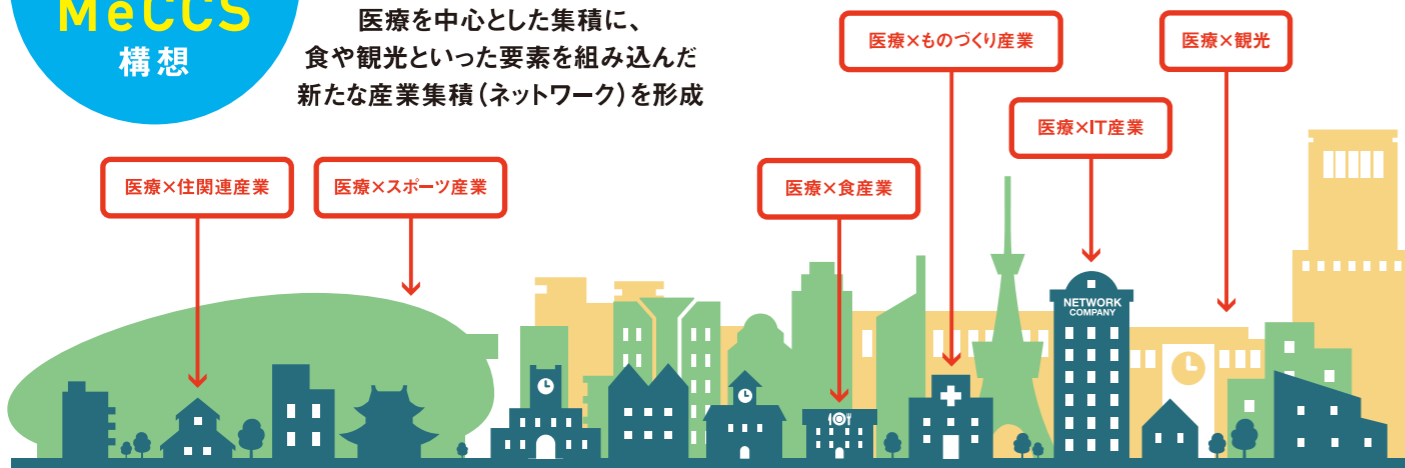 MeCCS
構想
医療を中心とした集積に、
食や観光といった要素を組み込んだ
新たな産業集積（ネットワーク）を形成
医療×ものづくり産業
医療×観光
医療×IT産業
医療×住関連産業
医療×スポーツ産業
医療×食産業
NETWORK
COMPANY